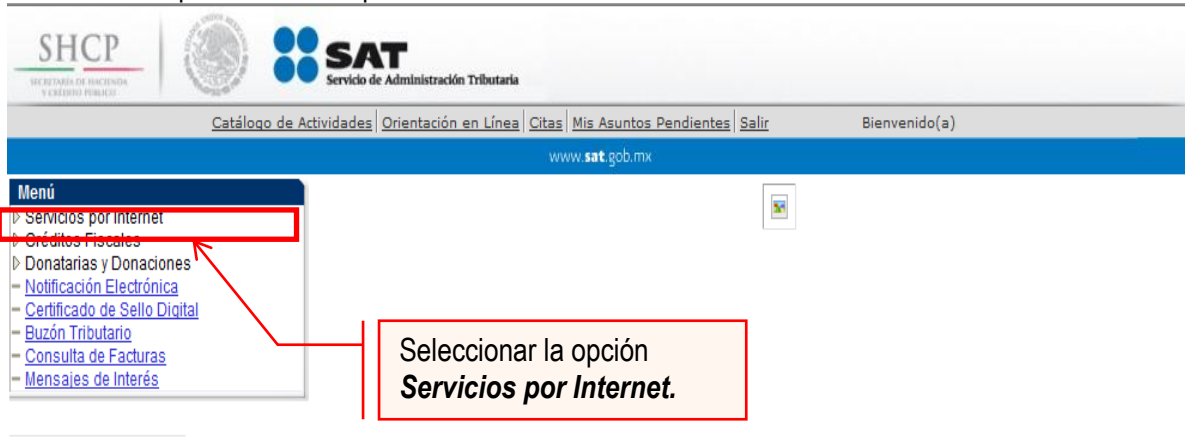 SHCP
SECRETARÍA DE HACIENDA
Y CRÉDITO PÚBLICO
SAT
Servicio de Administración Tributaria
Catálogo de Actividades Orientación en Línea Citas Mis Asuntos Pendientes Salir Bienvenido(a)
www.sat.gob.mx
Menú
Servicios por Internet
Créditos Fiscales
Donatarias y Donaciones
Notificación Electrónica
Certificado de Sello Digital
Buzón Tributario
Consulta de Facturas
Mensajes de Interés
Seleccionar la opción
Servicios por Internet.